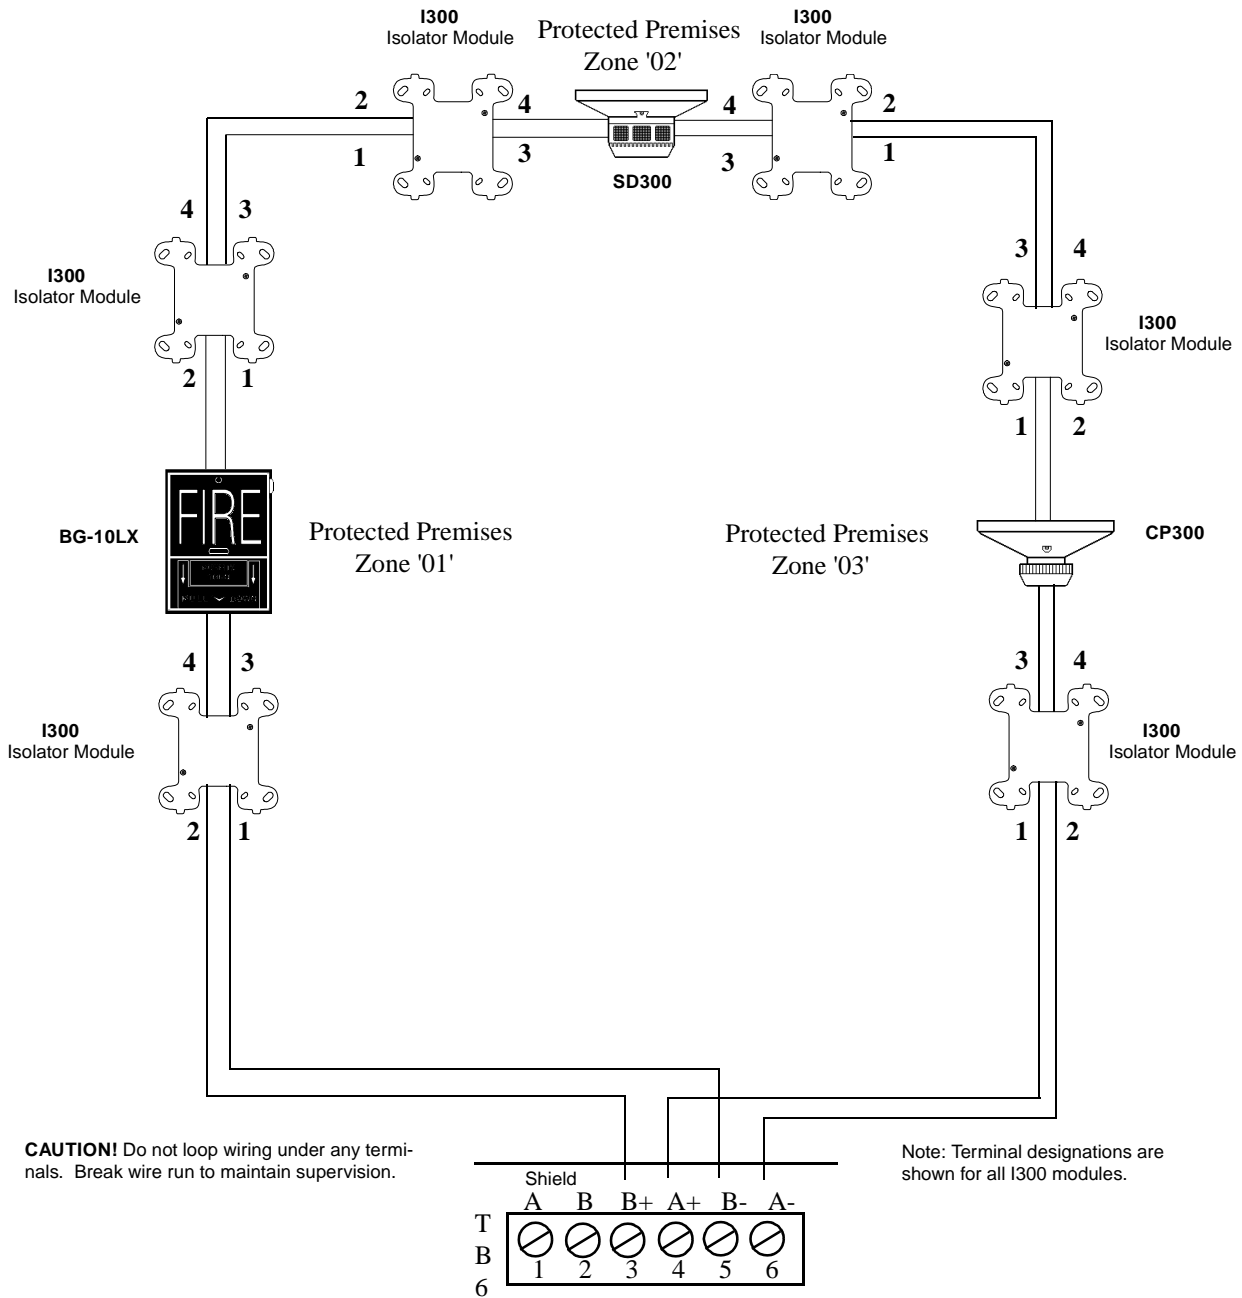 I300
Isolator Module
Protected Premises
Zone '02'
I300
Isolator Module
2
4
4
2
1
3
3
1
SD300
4 3
3 4
I300
Isolator Module
I300
Isolator Module
2 1
1 2
FIRE
BG-10LX
Protected Premises
Zone '01'
Protected Premises
Zone '03'
CP300
4 3
3 4
I300
Isolator Module
I300
Isolator Module
2 1
1 2
CAUTION! Do not loop wiring under any termi-
nals. Break wire run to maintain supervision.
Note: Terminal designations are
shown for all I300 modules.
Shield
A B B+ A+ B- A-
T
B
6
1 2 3 4 5 6